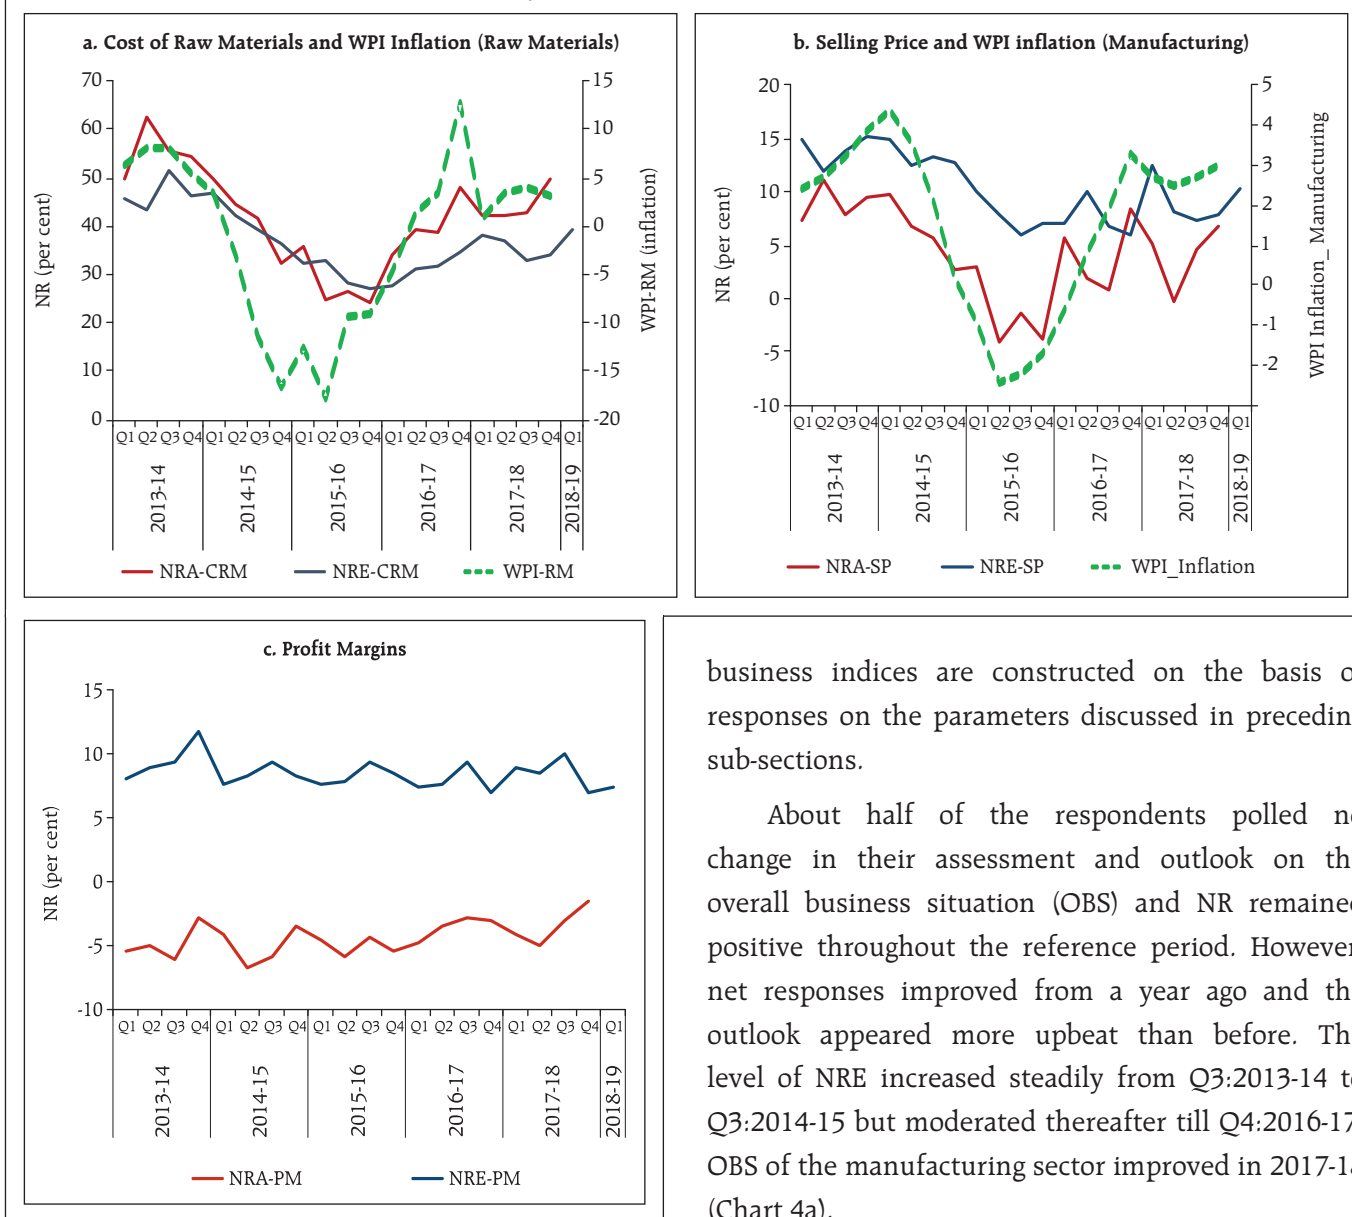 a. Cost of Raw Materials and WPI Inflation (Raw Materials)
70
60
50
40
30
20
10
0
NR (per cent)
15
10
5
0
-5
-10
-15
-20
WPI-RM (inflation)
Q1 Q2 Q3 Q4 Q1 Q2 Q3 Q4 Q1 Q2 Q3 Q4 Q1 Q2 Q3 Q4 Q1 Q2 Q3 Q4 Q1
2013-14
2014-15
2015-16
2016-17
2017-18
2018-19
NRA-CRM NRE-CRM WPI-RM
b. Selling Price and WPI inflation (Manufacturing)
20
15
10
5
0
-5
-10
NR (per cent)
5
4
3
2
1
0
-1
-2
WPI Inflation_ Manufacturing
Q1 Q2 Q3 Q4 Q1 Q2 Q3 Q4 Q1 Q2 Q3 Q4 Q1 Q2 Q3 Q4 Q1 Q2 Q3 Q4 Q1
2013-14
2014-15
2015-16
2016-17
2017-18
2018-19
NRA-SP NRE-SP WPI_Inflation
c. Profit Margins
15
10
5
0
-5
-10
NR (per cent)
Q1 Q2 Q3 Q4 Q1 Q2 Q3 Q4 Q1 Q2 Q3 Q4 Q1 Q2 Q3 Q4 Q1 Q2 Q3 Q4 Q1
2013-14
2014-15
2015-16
2016-17
2017-18
2018-19
NRA-PM NRE-PM
business indices are constructed on the basis
responses on the parameters discussed in
sub-sections.
About half of the respondents polled
change in their assessment and outlook on
overall business situation (OBS) and NR
positive throughout the reference period.
net responses improved from a year ago and
outlook appeared more upbeat than before.
level of NRE increased steadily from Q3:2013-14
Q3:2014-15 but moderated thereafter till Q4:2016-17
OBS of the manufacturing sector improved in
(Chart 4a).